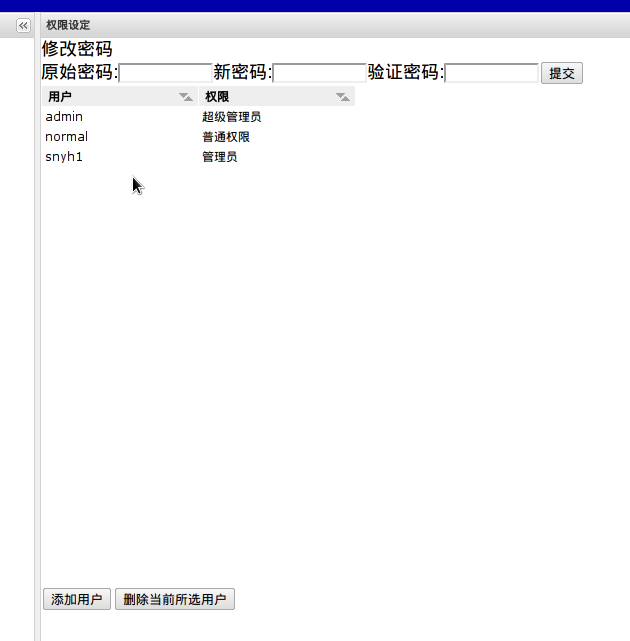 权限设定
修改密码
原始密码: 新密码: 验证密码: 提交
用户 权限
admin 超级管理员
normal 普通权限
snyh1 管理员
添加用户 删除当前所选用户